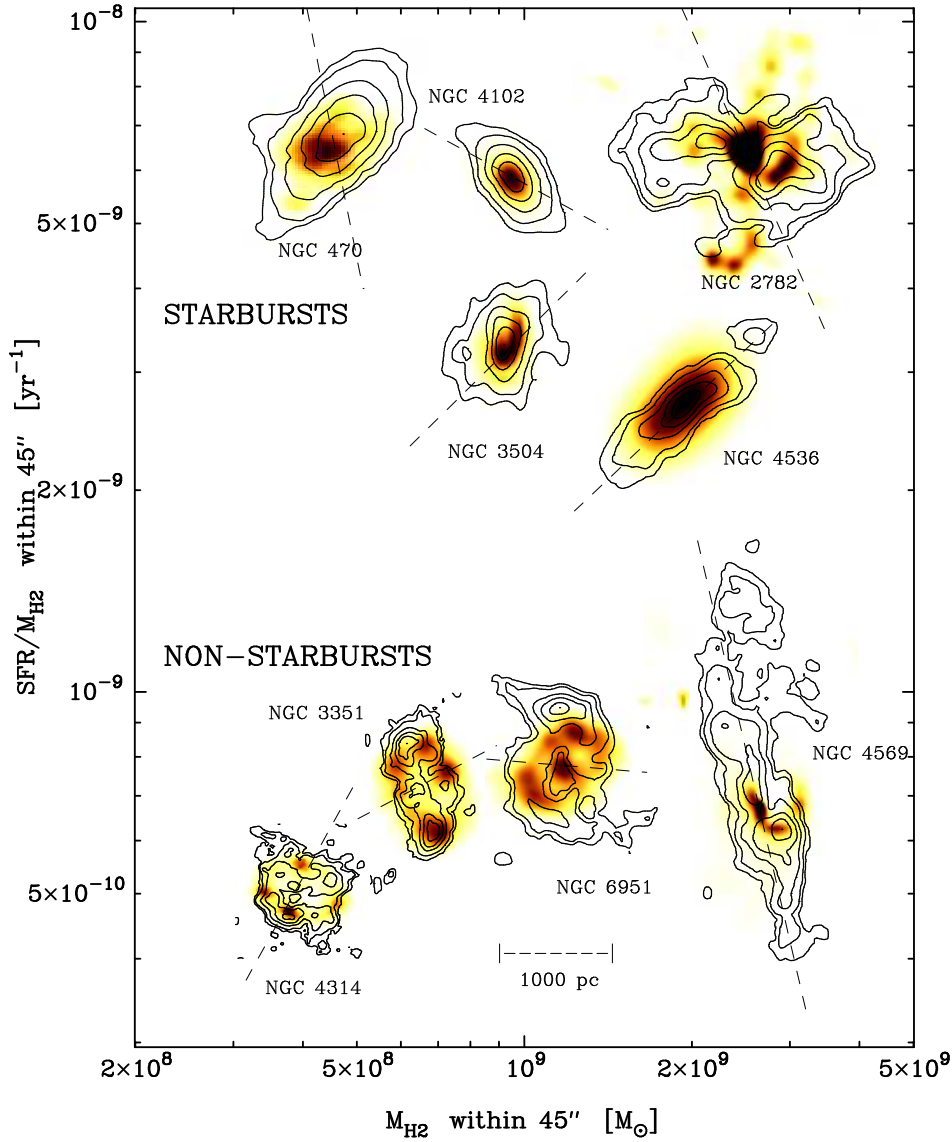 10⁻⁸
NGC 4102
NGC 470
5×10⁻⁹
NGC 2782
STARBURSTS
NGC 3504
NGC 4536
2×10⁻⁹
SFR/M_H2 within 45″ [yr⁻¹]
NON−STARBURSTS
10⁻⁹
NGC 3351
NGC 4569
5×10⁻¹⁰
NGC 6951
1000 pc
NGC 4314
2×10⁸ 5×10⁸ 10⁹ 2×10⁹ 5×10⁹
M_H2 within 45″ [M_⊙]